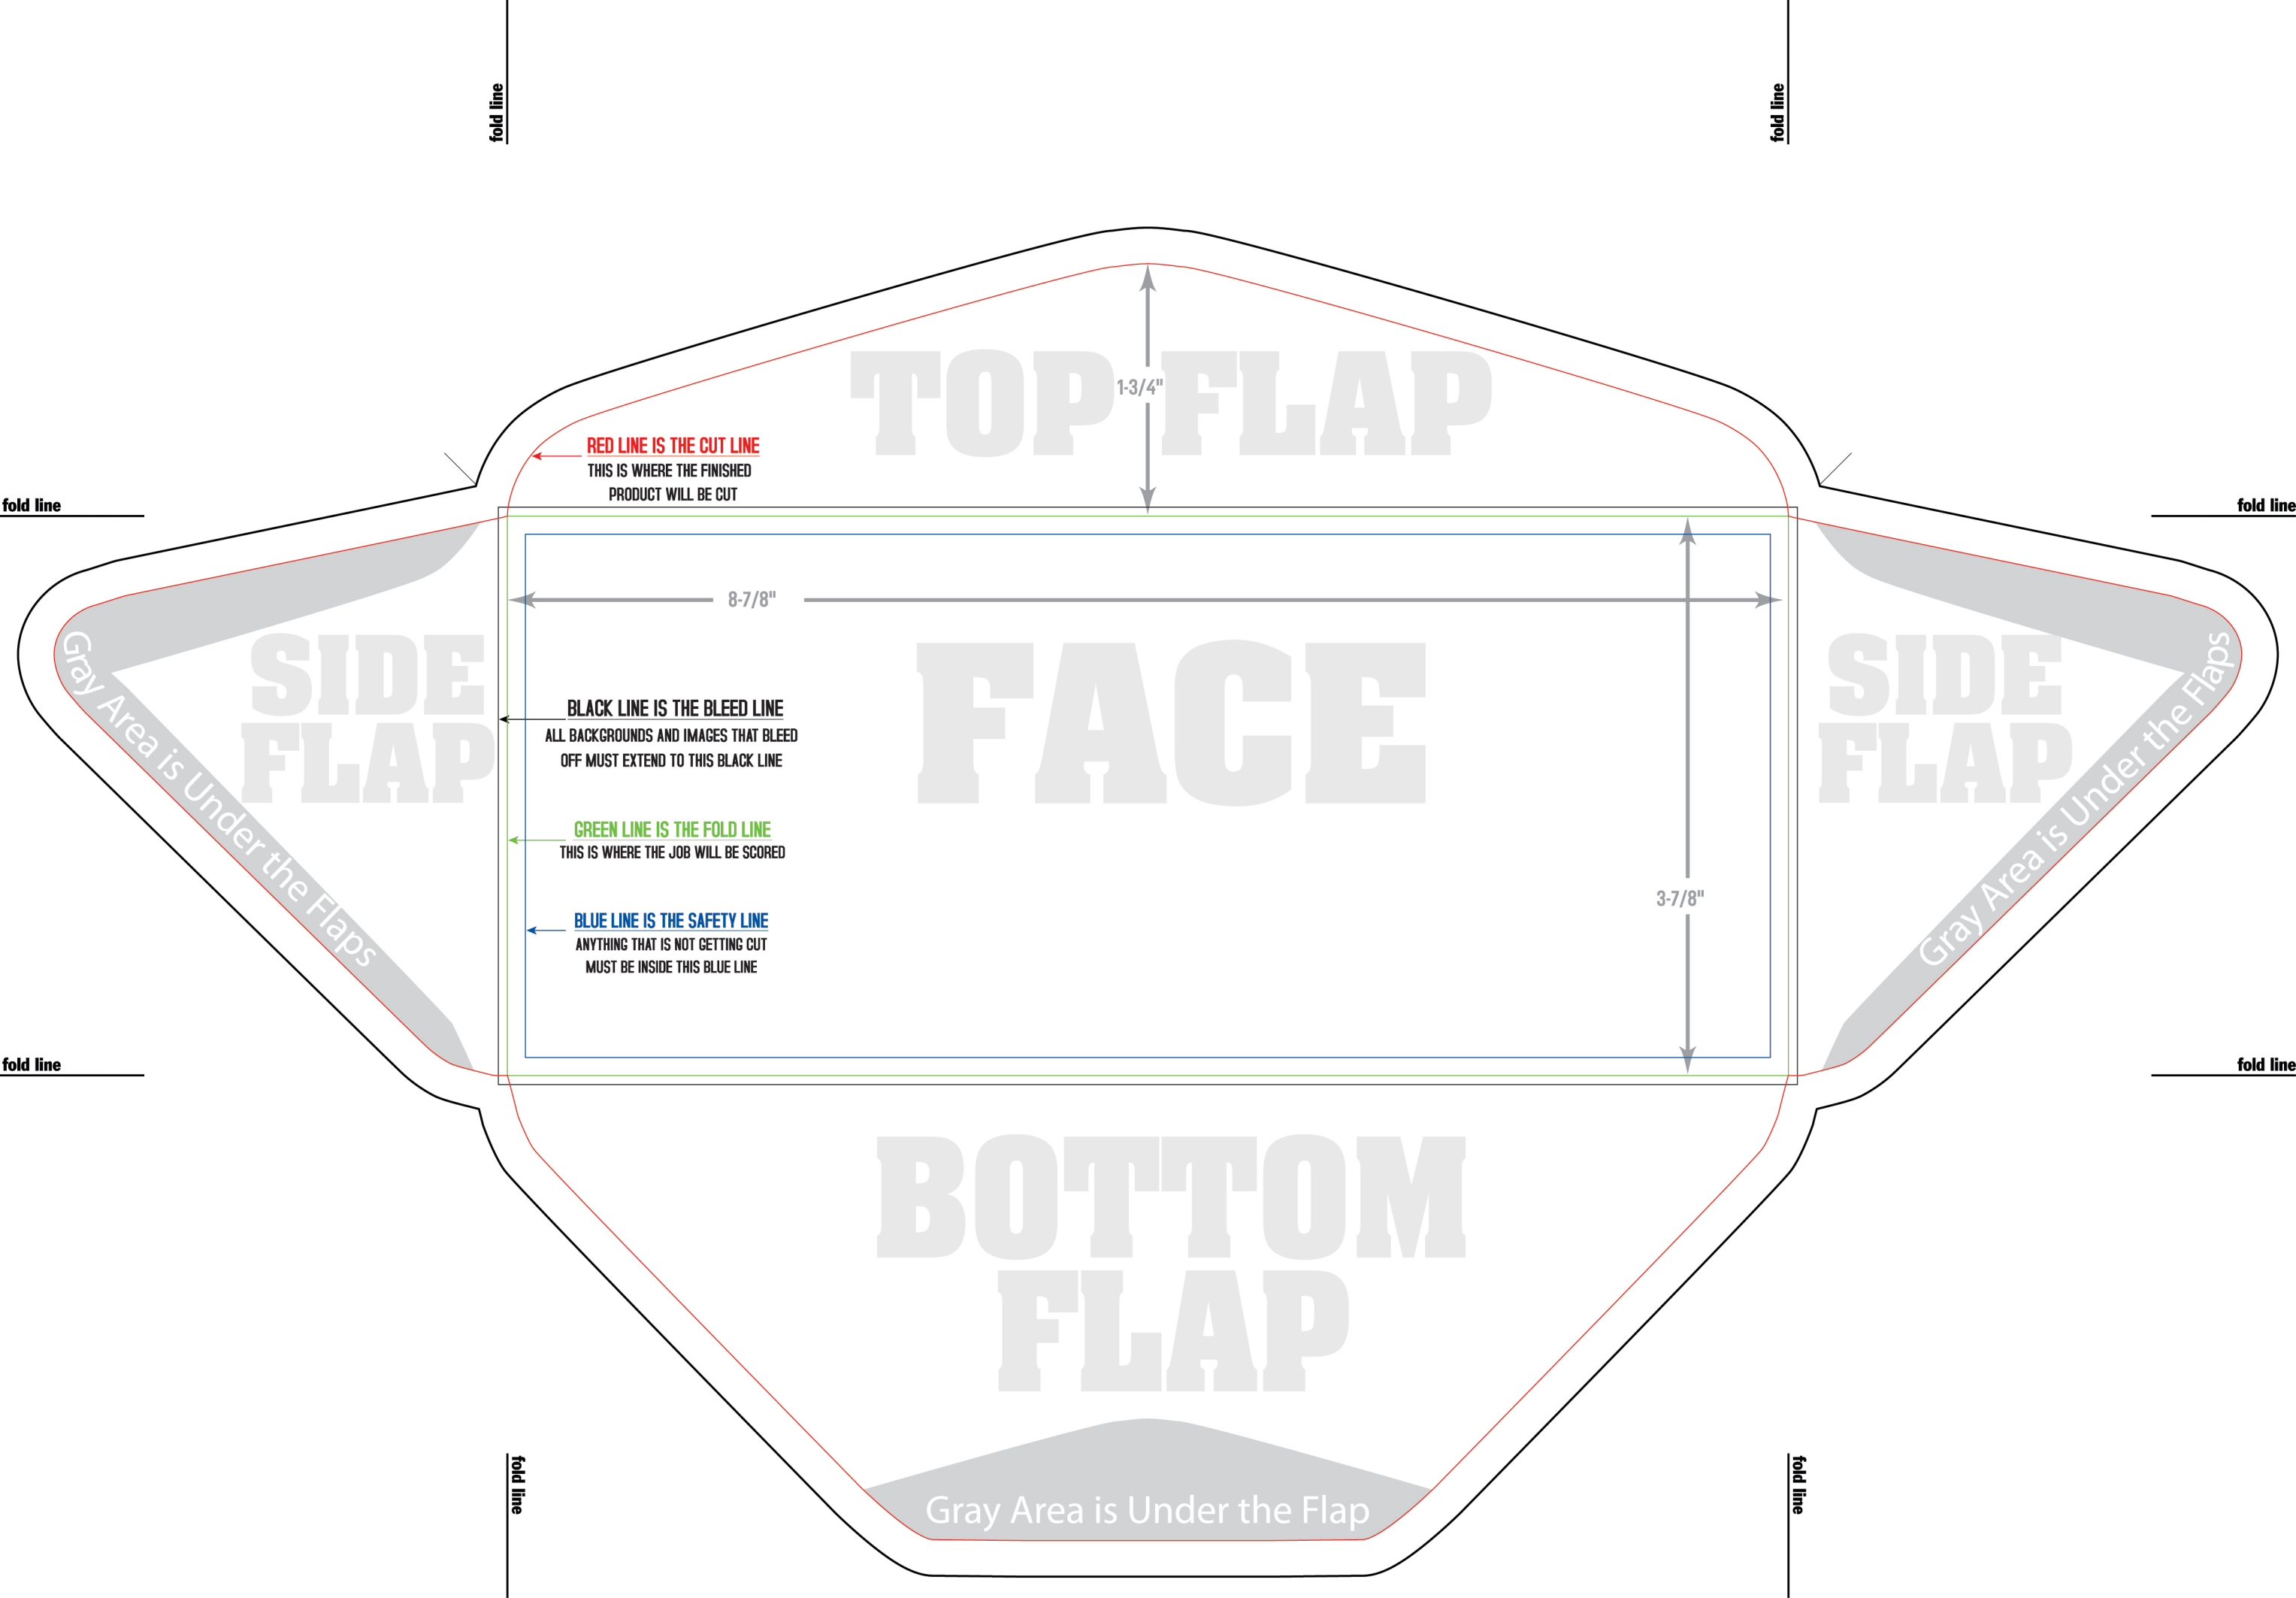 fold line
fold line
TOP FLAP
1-3/4"
RED LINE IS THE CUT LINE
THIS IS WHERE THE FINISHED
PRODUCT WILL BE CUT
fold line
fold line
8-7/8"
SIDE
FLAP
Gray Area is Under the Flaps
FACE
SIDE
FLAP
Gray Area is Under the Flaps
BLACK LINE IS THE BLEED LINE
ALL BACKGROUNDS AND IMAGES THAT BLEED
OFF MUST EXTEND TO THIS BLACK LINE
GREEN LINE IS THE FOLD LINE
THIS IS WHERE THE JOB WILL BE SCORED
3-7/8"
BLUE LINE IS THE SAFETY LINE
ANYTHING THAT IS NOT GETTING CUT
MUST BE INSIDE THIS BLUE LINE
fold line
fold line
BOTTOM
FLAP
Gray Area is Under the Flap
fold line
fold line